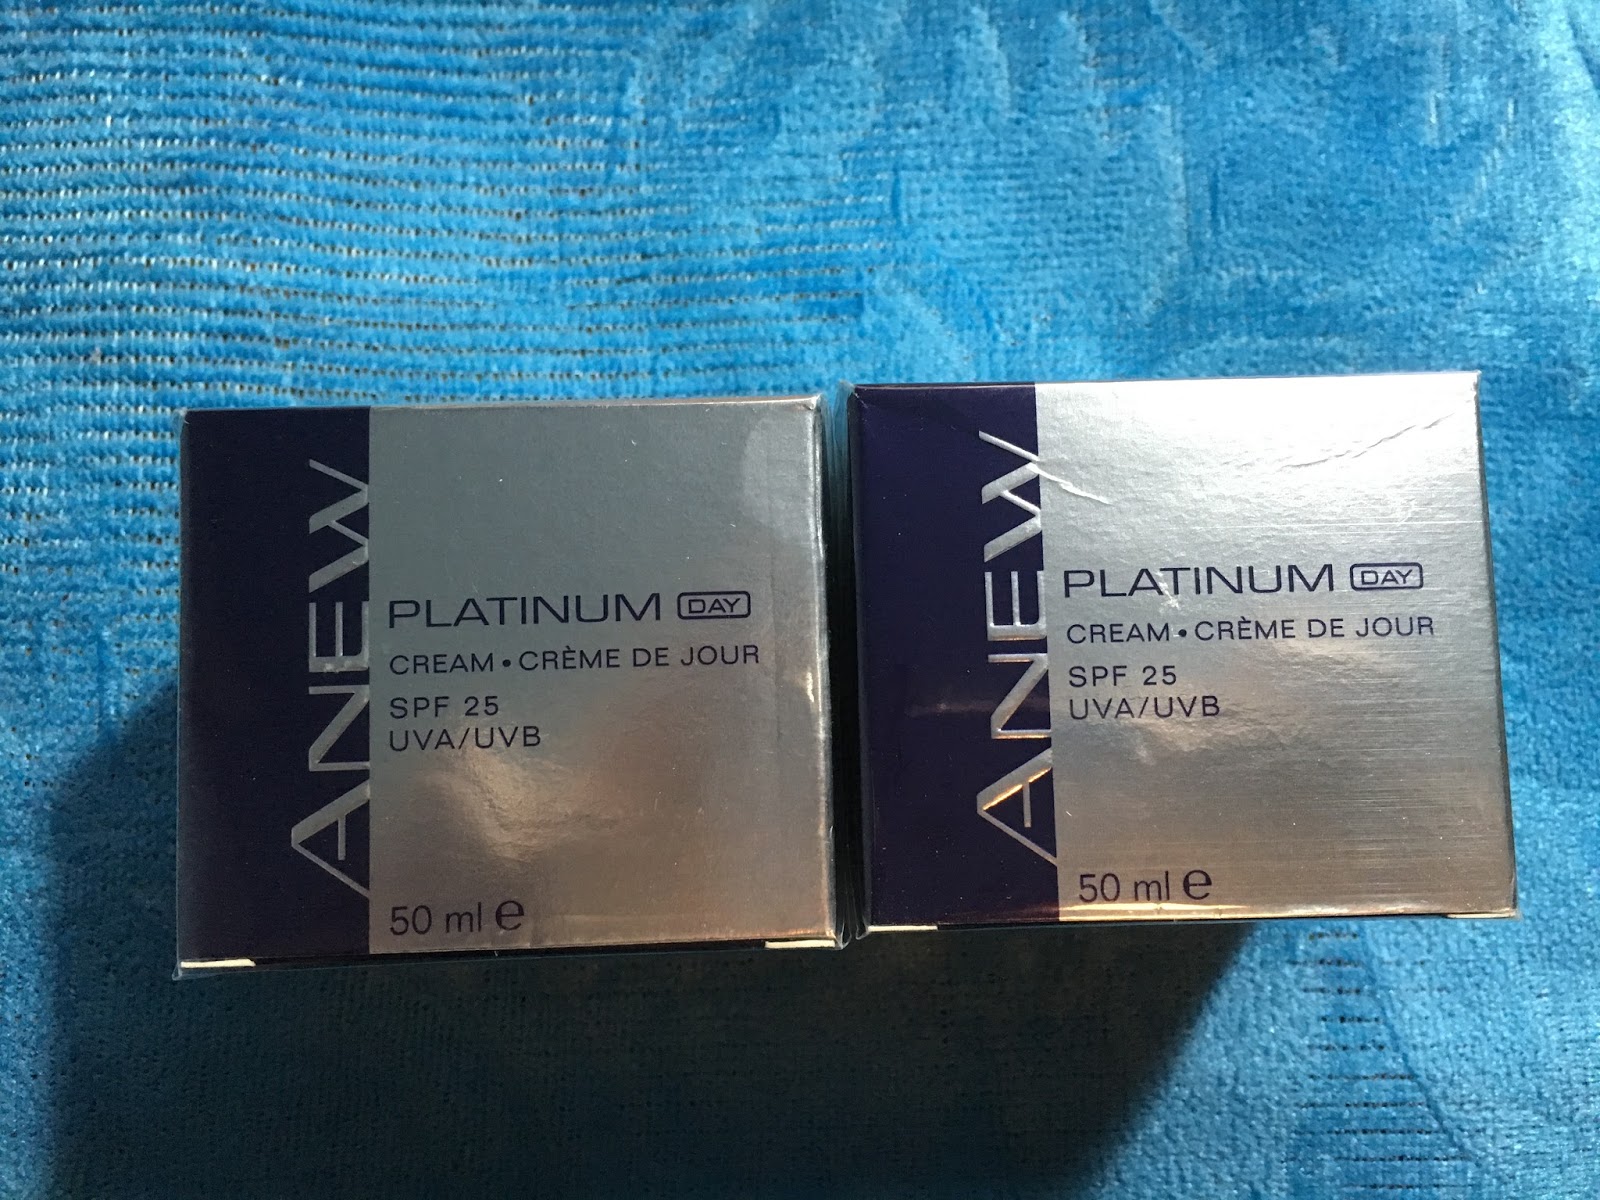 ANEW
PLATINUM DAY
CREAM • CRÈME DE JOUR
SPF 25
UVA/UVB
50 ml e
ANEW
PLATINUM DAY
CREAM • CRÈME DE JOUR
SPF 25
UVA/UVB
50 ml e